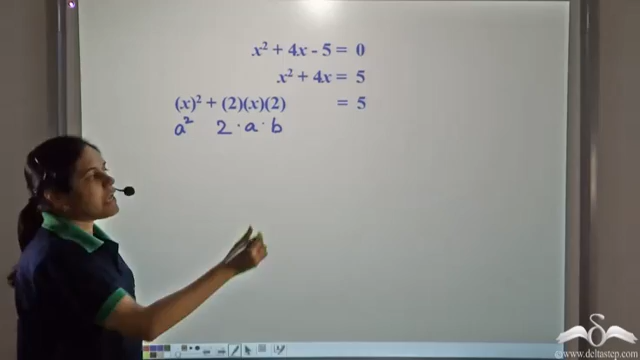 x² + 4x - 5 = 0
x² + 4x = 5
(x)² + (2)(x)(2) = 5
a² 2 · a · b
©www.deltastep.com